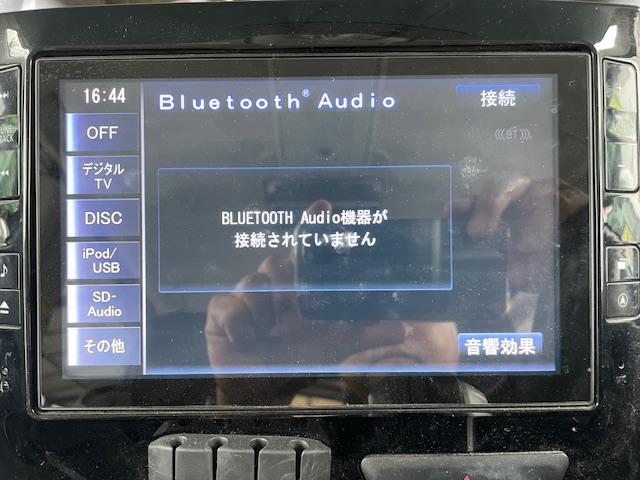 16:44
Bluetooth® Audio
接続
OFF
BT
デジタル
TV
BLUETOOTH Audio機器が
接続されていません
DISC
iPod/
USB
SD-
Audio
その他
音響効果